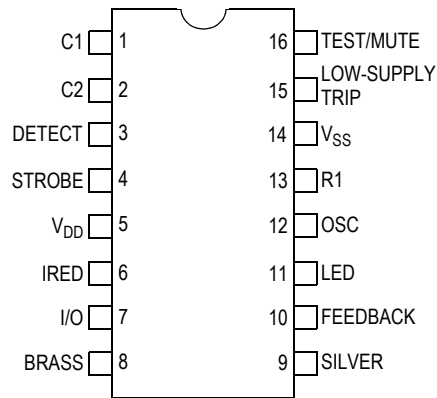 C1 1 16 TEST/MUTE
C2 2 15 LOW-SUPPLY TRIP
DETECT 3 14 VSS
STROBE 4 13 R1
VDD 5 12 OSC
IRED 6 11 LED
I/O 7 10 FEEDBACK
BRASS 8 9 SILVER